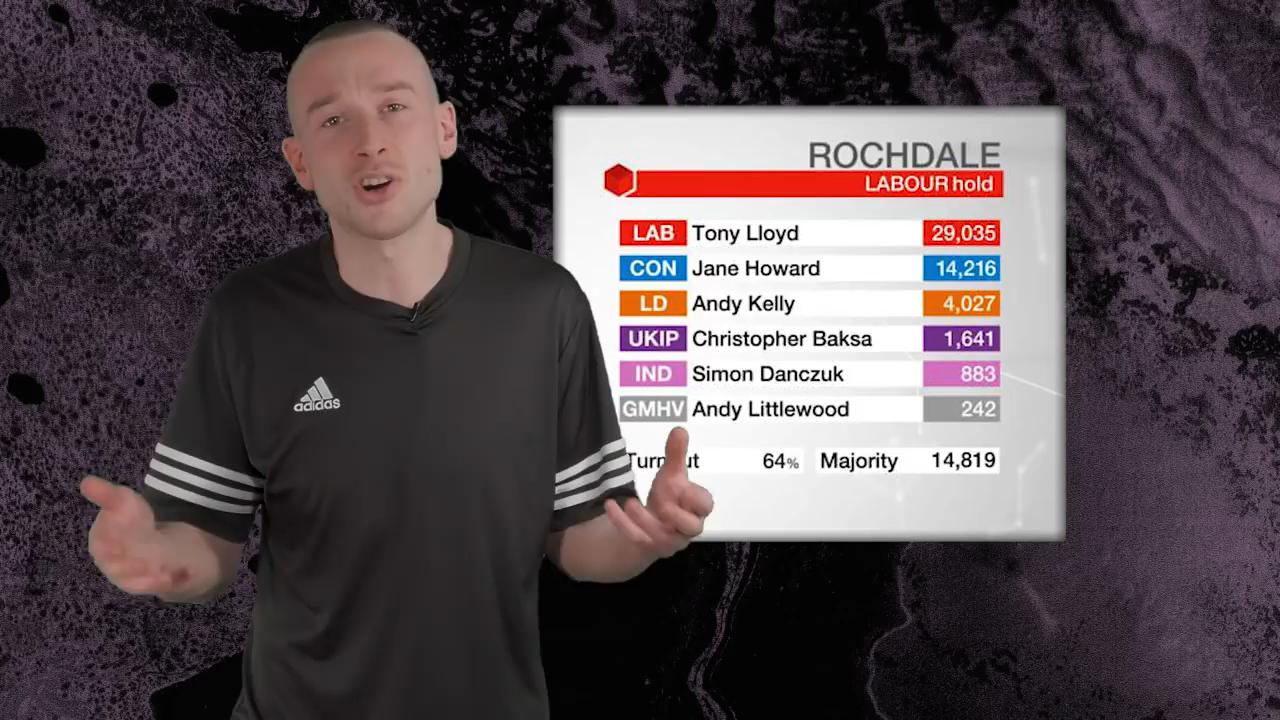 ROCHDALE
LABOUR hold
LAB Tony Lloyd 29,035
CON Jane Howard 14,216
LD Andy Kelly 4,027
UKIP Christopher Baksa 1,641
IND Simon Danczuk 883
GMHV Andy Littlewood 242
Turnout 64% Majority 14,819
adidas